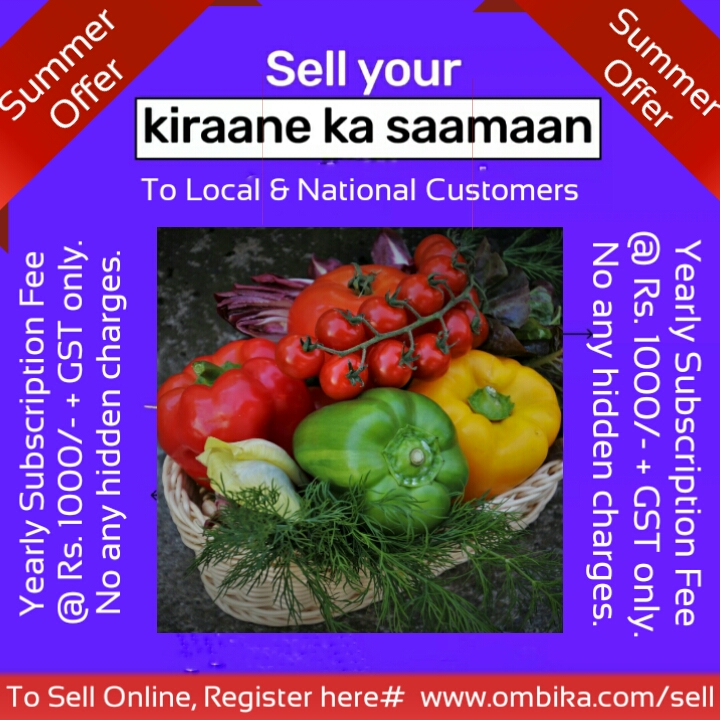 Summer
Offer
Summer
Offer
Sell your
kiraane ka saamaan
To Local & National Customers
Yearly Subscription Fee
@ Rs. 1000/- + GST only.
No any hidden charges.
Yearly Subscription Fee
@ Rs. 1000/- + GST only.
No any hidden charges.
To Sell Online, Register here# www.ombika.com/sell